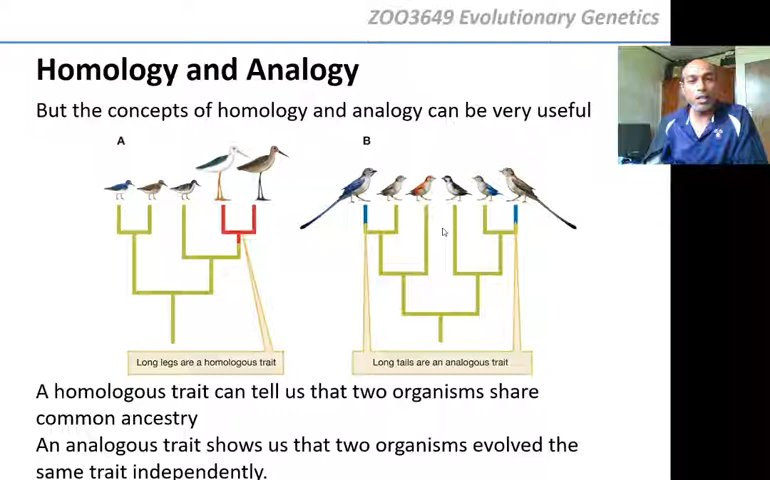 ZOO3649 Evolutionary Genetics
Homology and Analogy
But the concepts of homology and analogy can be very useful
A
B
Long legs are a homologous trait
Long tails are an analogous trait
A homologous trait can tell us that two organisms share
common ancestry
An analogous trait shows us that two organisms evolved the
same trait independently.